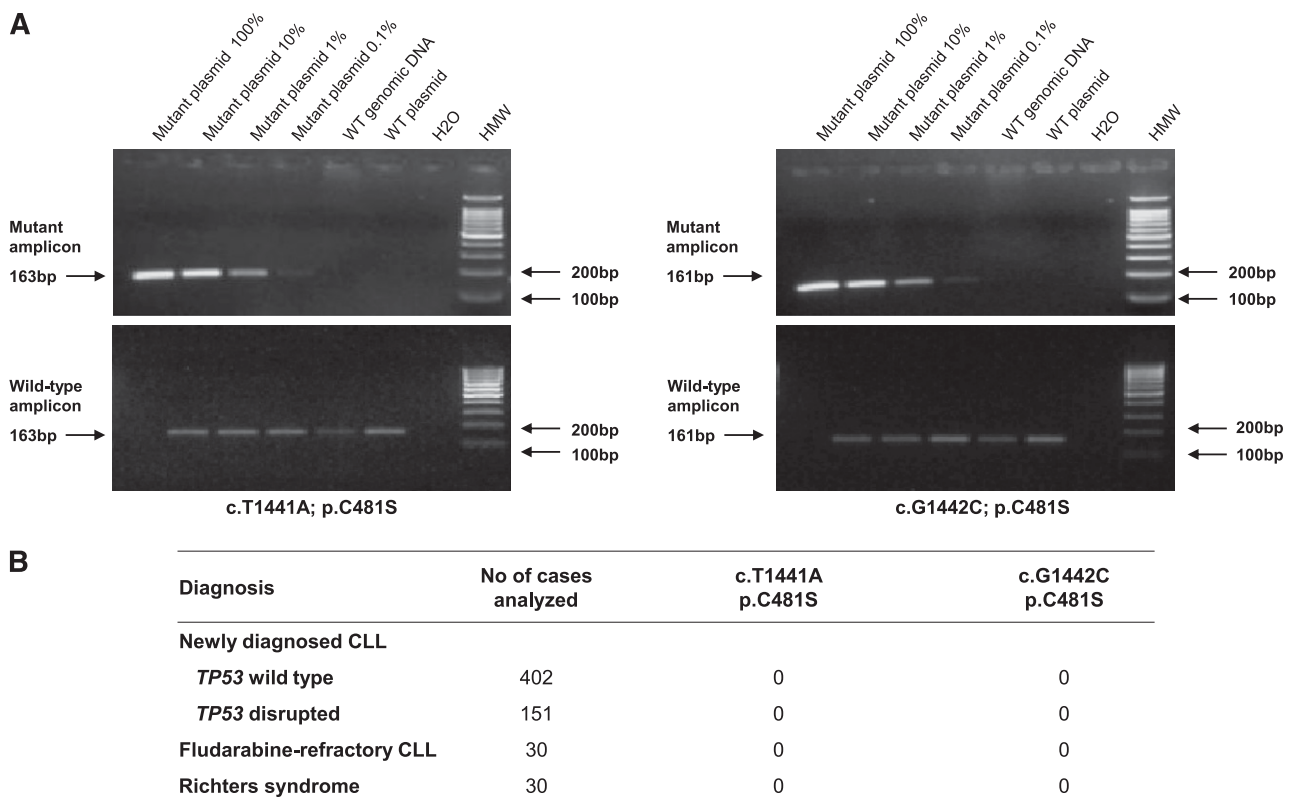 A
Mutant plasmid 100%
Mutant plasmid 10%
Mutant plasmid 1%
Mutant plasmid 0.1%
WT genomic DNA
WT plasmid
H2O
HMW
Mutant plasmid 100%
Mutant plasmid 10%
Mutant plasmid 1%
Mutant plasmid 0.1%
WT genomic DNA
WT plasmid
H2O
HMW
Mutant
amplicon
163bp
200bp
100bp
Mutant
amplicon
161bp
200bp
100bp
Wild-type
amplicon
163bp
200bp
100bp
Wild-type
amplicon
161bp
200bp
100bp
c.T1441A; p.C481S
c.G1442C; p.C481S
B
Diagnosis
No of cases
analyzed
c.T1441A
p.C481S
c.G1442C
p.C481S
Newly diagnosed CLL
TP53 wild type 402 0 0
TP53 disrupted 151 0 0
Fludarabine-refractory CLL 30 0 0
Richters syndrome 30 0 0